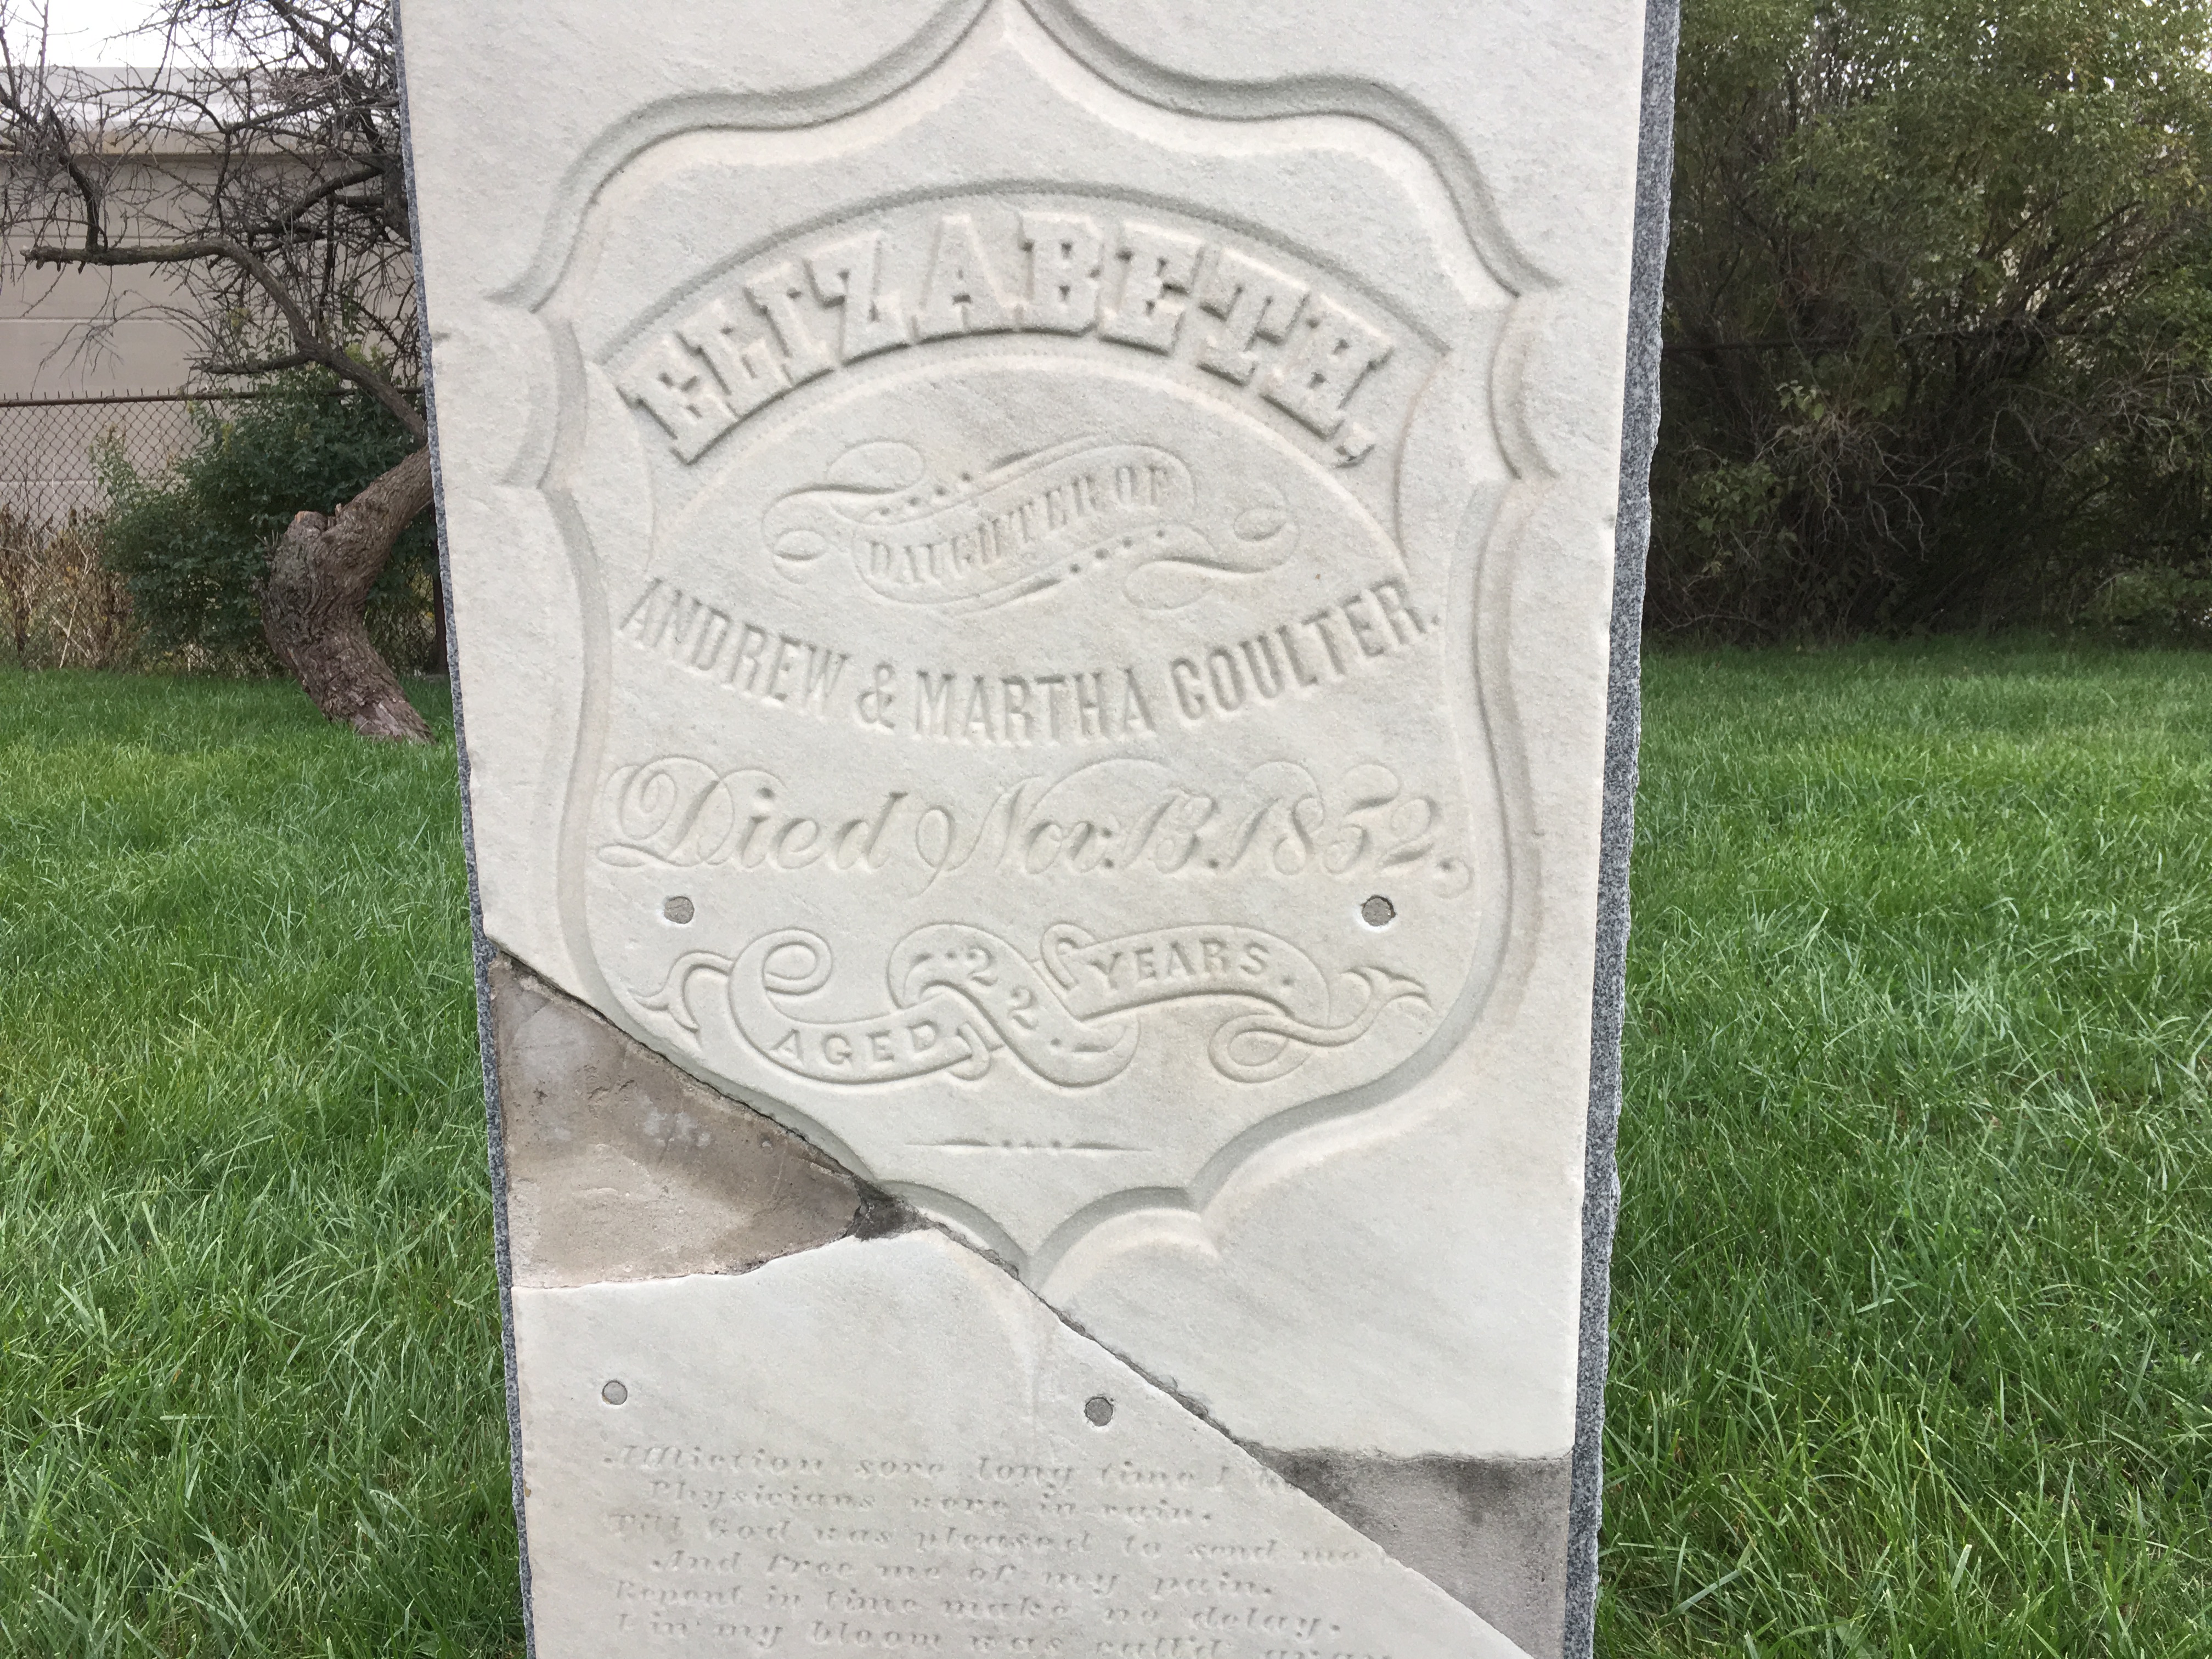 ELIZABETH,
DAUGHTER OF
ANDREW & MARTHA COULTER.
Died Nov. 13. 1852,
AGED 22 YEARS.
Affliction sore long time I
Physicians were in vain.
Till God was pleased to send me
And free me of my pain.
Repent in time make no delay.
I in my bloom was call'd away